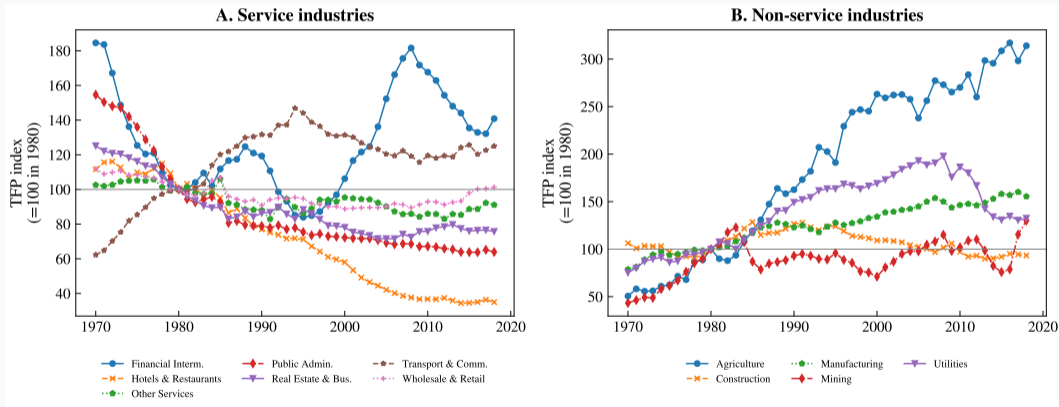 A. Service industries
TFP index
(=100 in 1980)
180
160
140
120
100
80
60
40
1970
1980
1990
2000
2010
2020
Financial Interm.
Public Admin.
Transport & Comm.
Hotels & Restaurants
Real Estate & Bus.
Wholesale & Retail
Other Services
B. Non-service industries
TFP index
(=100 in 1980)
300
250
200
150
100
50
1970
1980
1990
2000
2010
2020
Agriculture
Manufacturing
Utilities
Construction
Mining